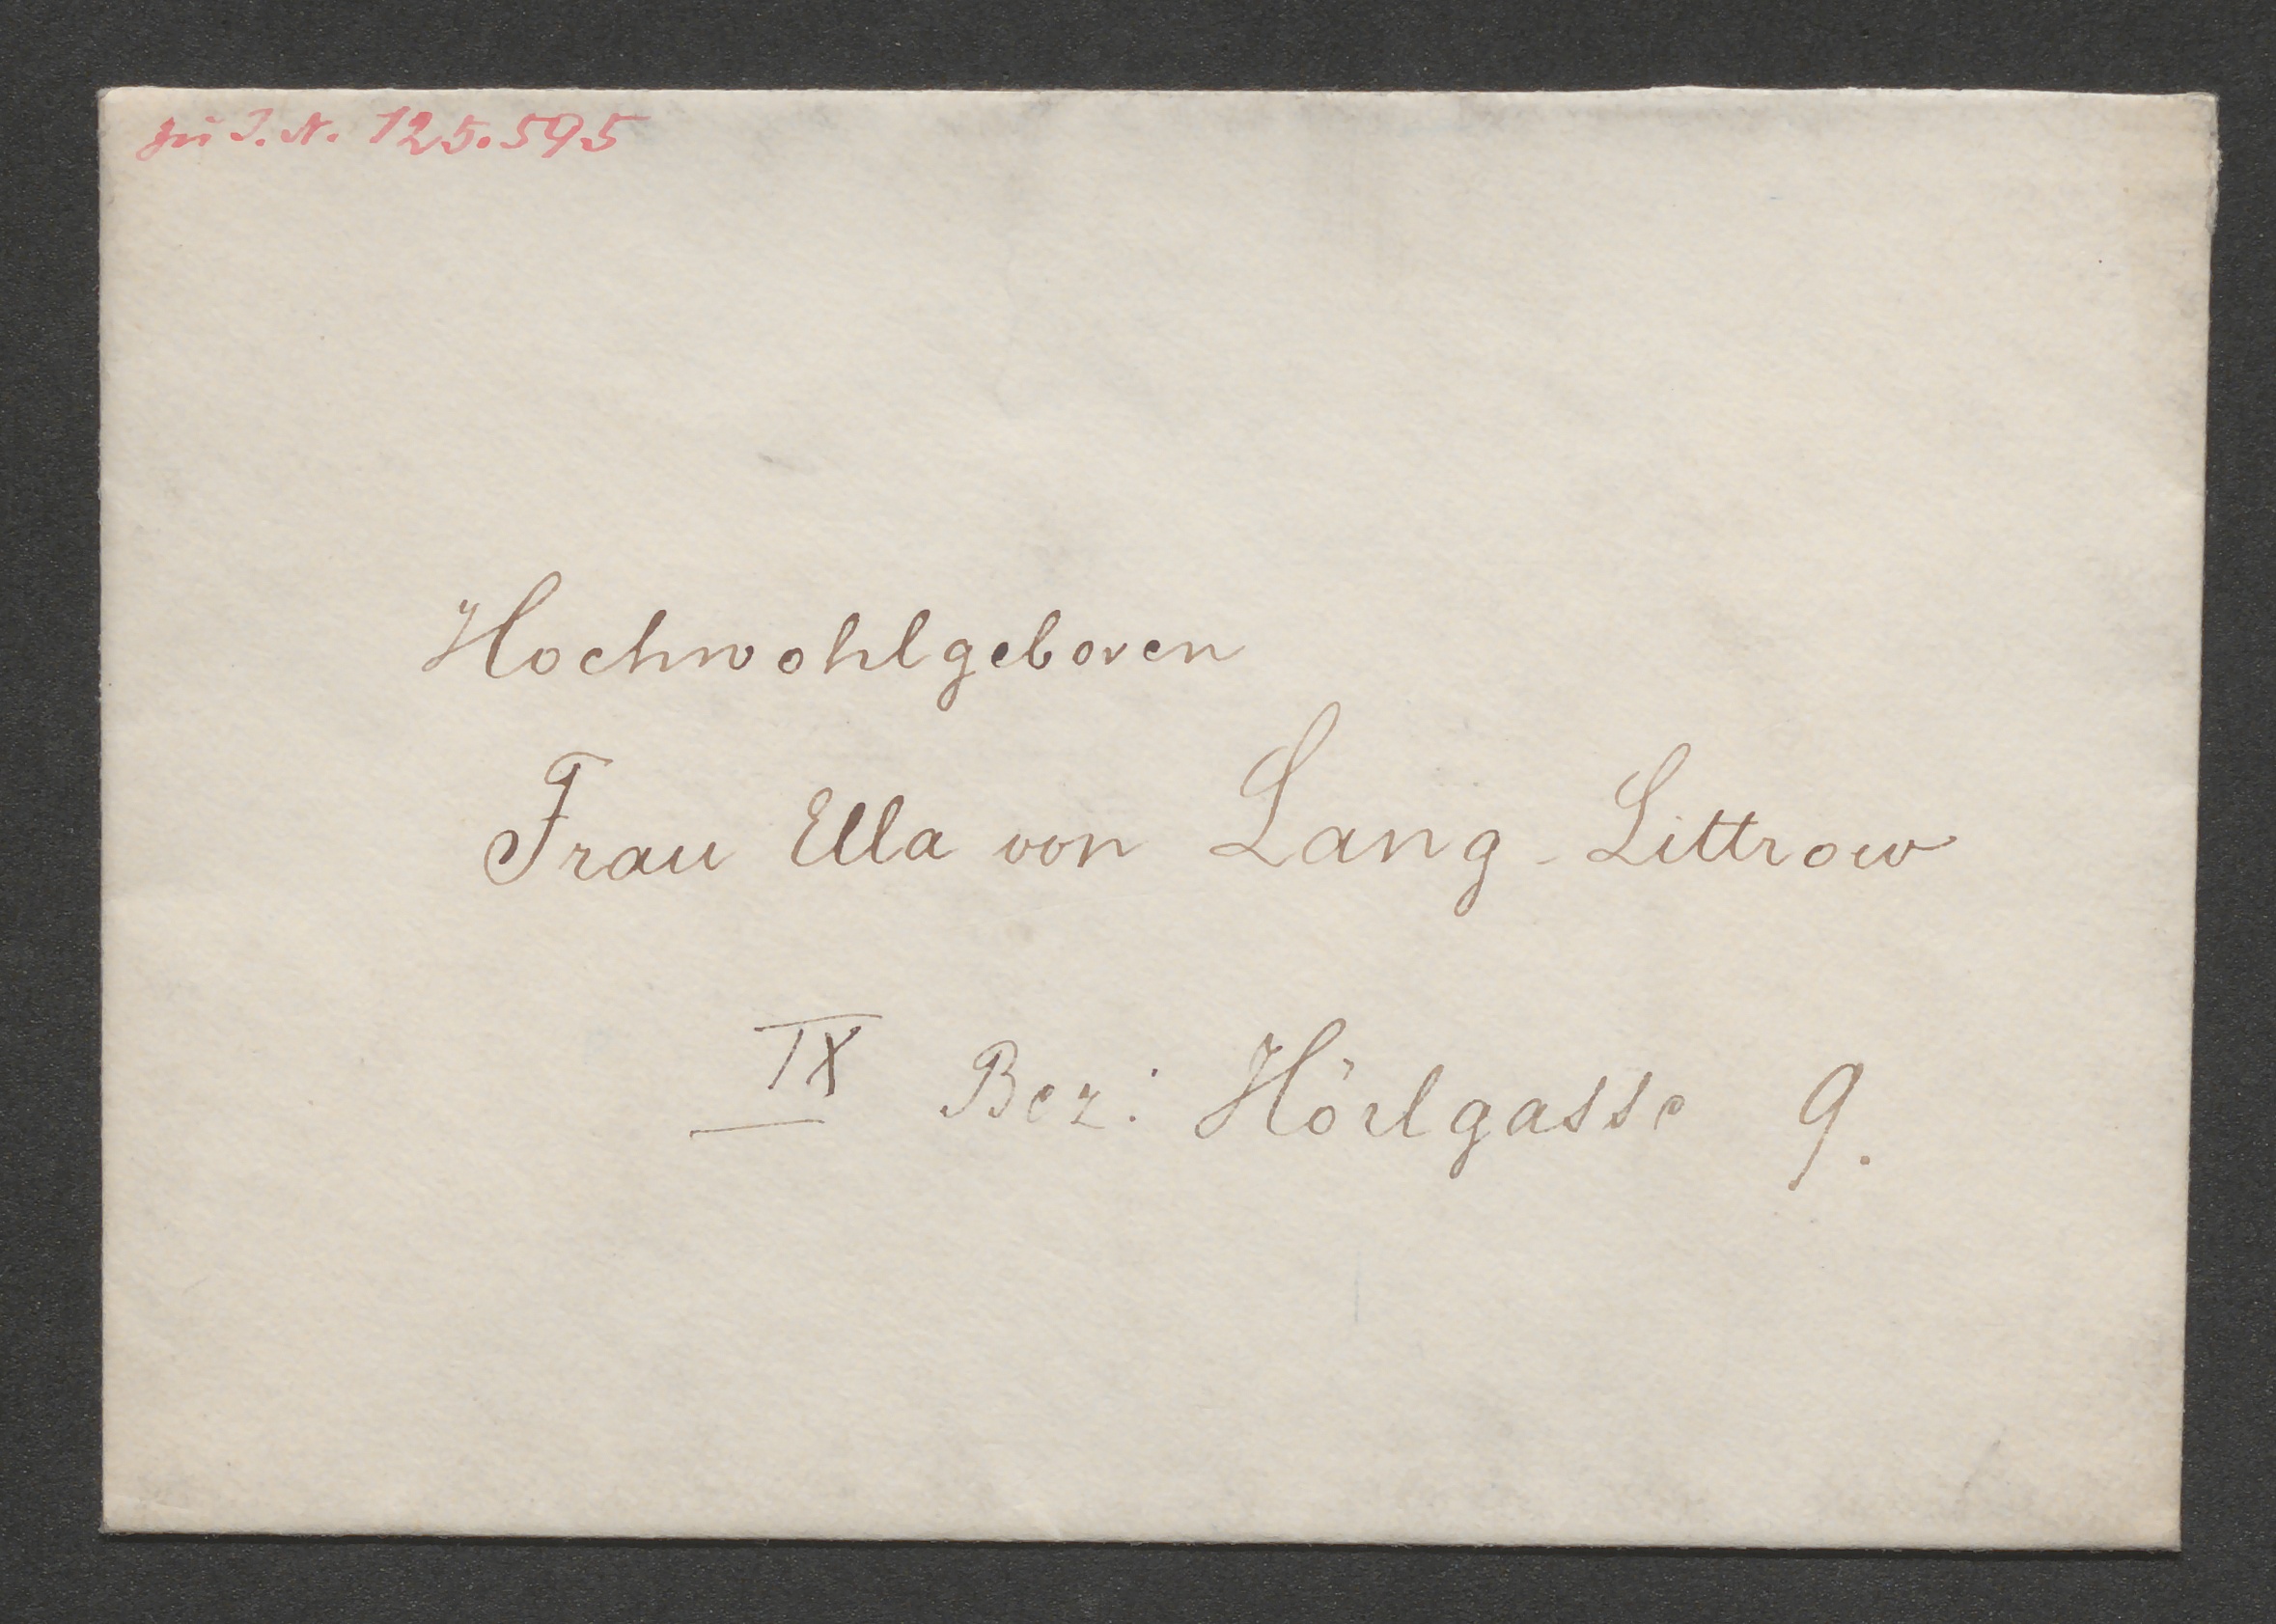 zu I. N. 125.595
Hochwohlgeboren
Frau Ella von Lang-Littrow
IX Bez: Hörlgasse 9.